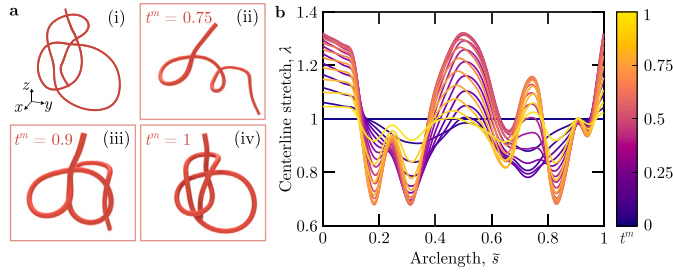 a
(i)
z
x
y
t^m = 0.75
(ii)
t^m = 0.9
(iii)
t^m = 1
(iv)
b
Centerline stretch, λ
1.4
1.2
1
0.8
0.6
0 0.2 0.4 0.6 0.8 1
Arclength, s̃
1
0.75
0.5
0.25
0
t^m